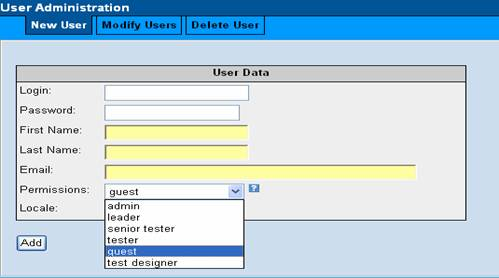 User Administration
New User Modify Users Delete User
User Data
Login:
Password:
First Name:
Last Name:
Email:
Permissions: guest ?
Locale:
admin
leader
senior tester
tester
guest
test designer
Add